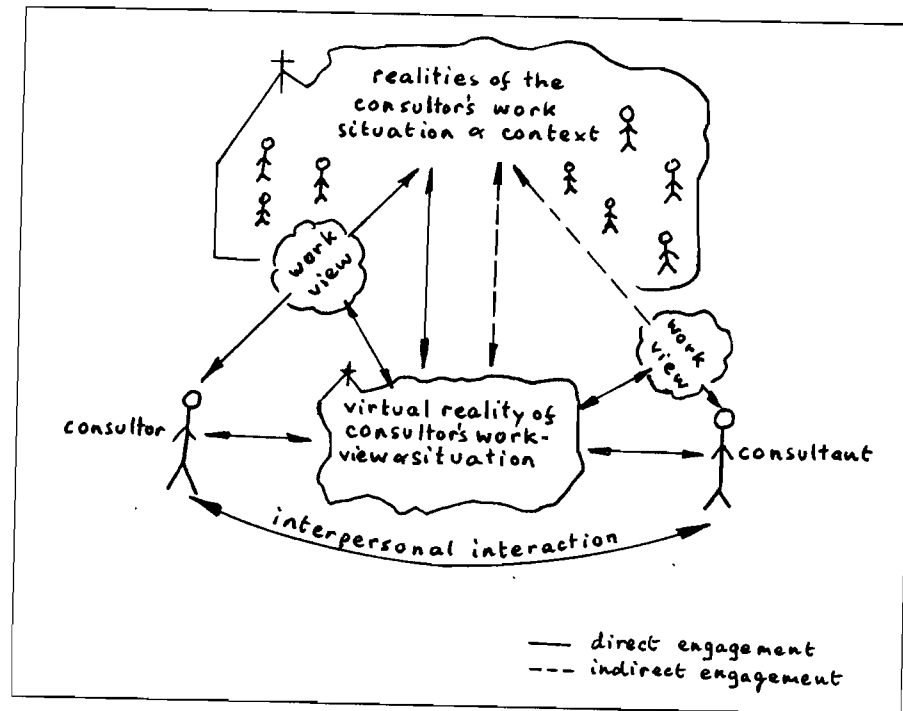 realities of the
consultor's work
situation & context
work
view
work
view
consultor
virtual reality of
consultor's work-
view & situation
consultant
interpersonal interaction
—— direct engagement
--- indirect engagement